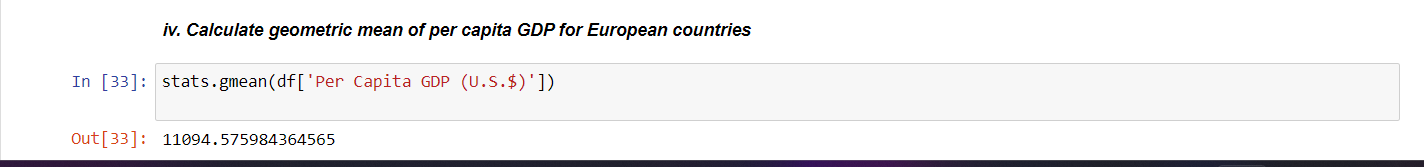 iv. Calculate geometric mean of per capita GDP for European countries
In [33]: stats.gmean(df['Per Capita GDP (U.S.$)'])
Out[33]: 11094.575984364565